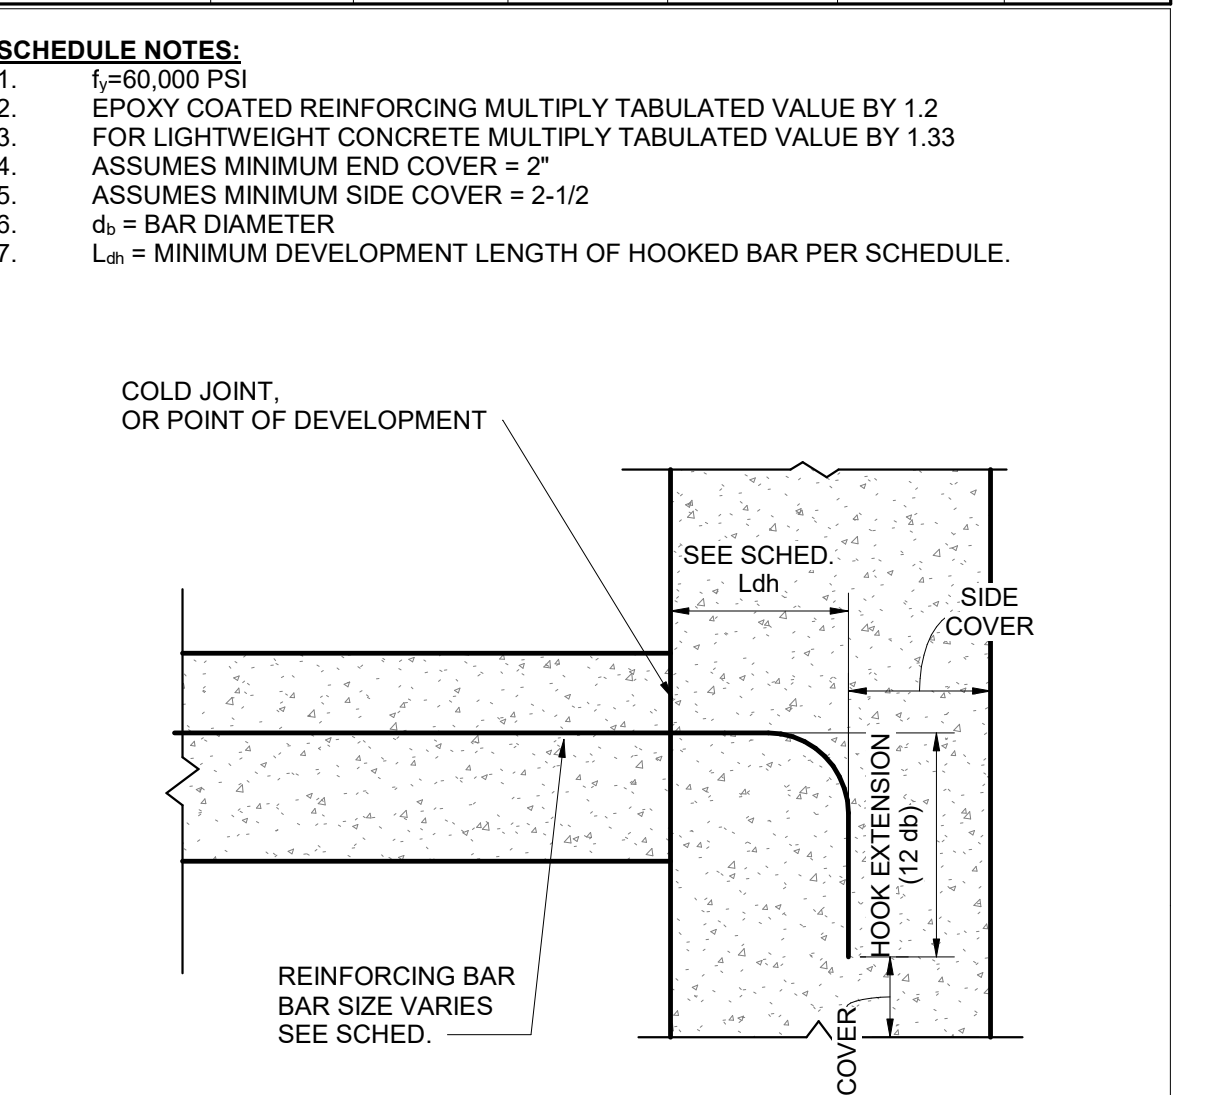 SCHEDULE NOTES:
1. fy=60,000 PSI
2. EPOXY COATED REINFORCING MULTIPLY TABULATED VALUE BY 1.2
3. FOR LIGHTWEIGHT CONCRETE MULTIPLY TABULATED VALUE BY 1.33
4. ASSUMES MINIMUM END COVER = 2"
5. ASSUMES MINIMUM SIDE COVER = 2-1/2
6. db = BAR DIAMETER
7. Ldh = MINIMUM DEVELOPMENT LENGTH OF HOOKED BAR PER SCHEDULE.
COLD JOINT,
OR POINT OF DEVELOPMENT
SEE SCHED.
Ldh
SIDE
COVER
HOOK EXTENSION
(12 db)
REINFORCING BAR
BAR SIZE VARIES
SEE SCHED.
COVER